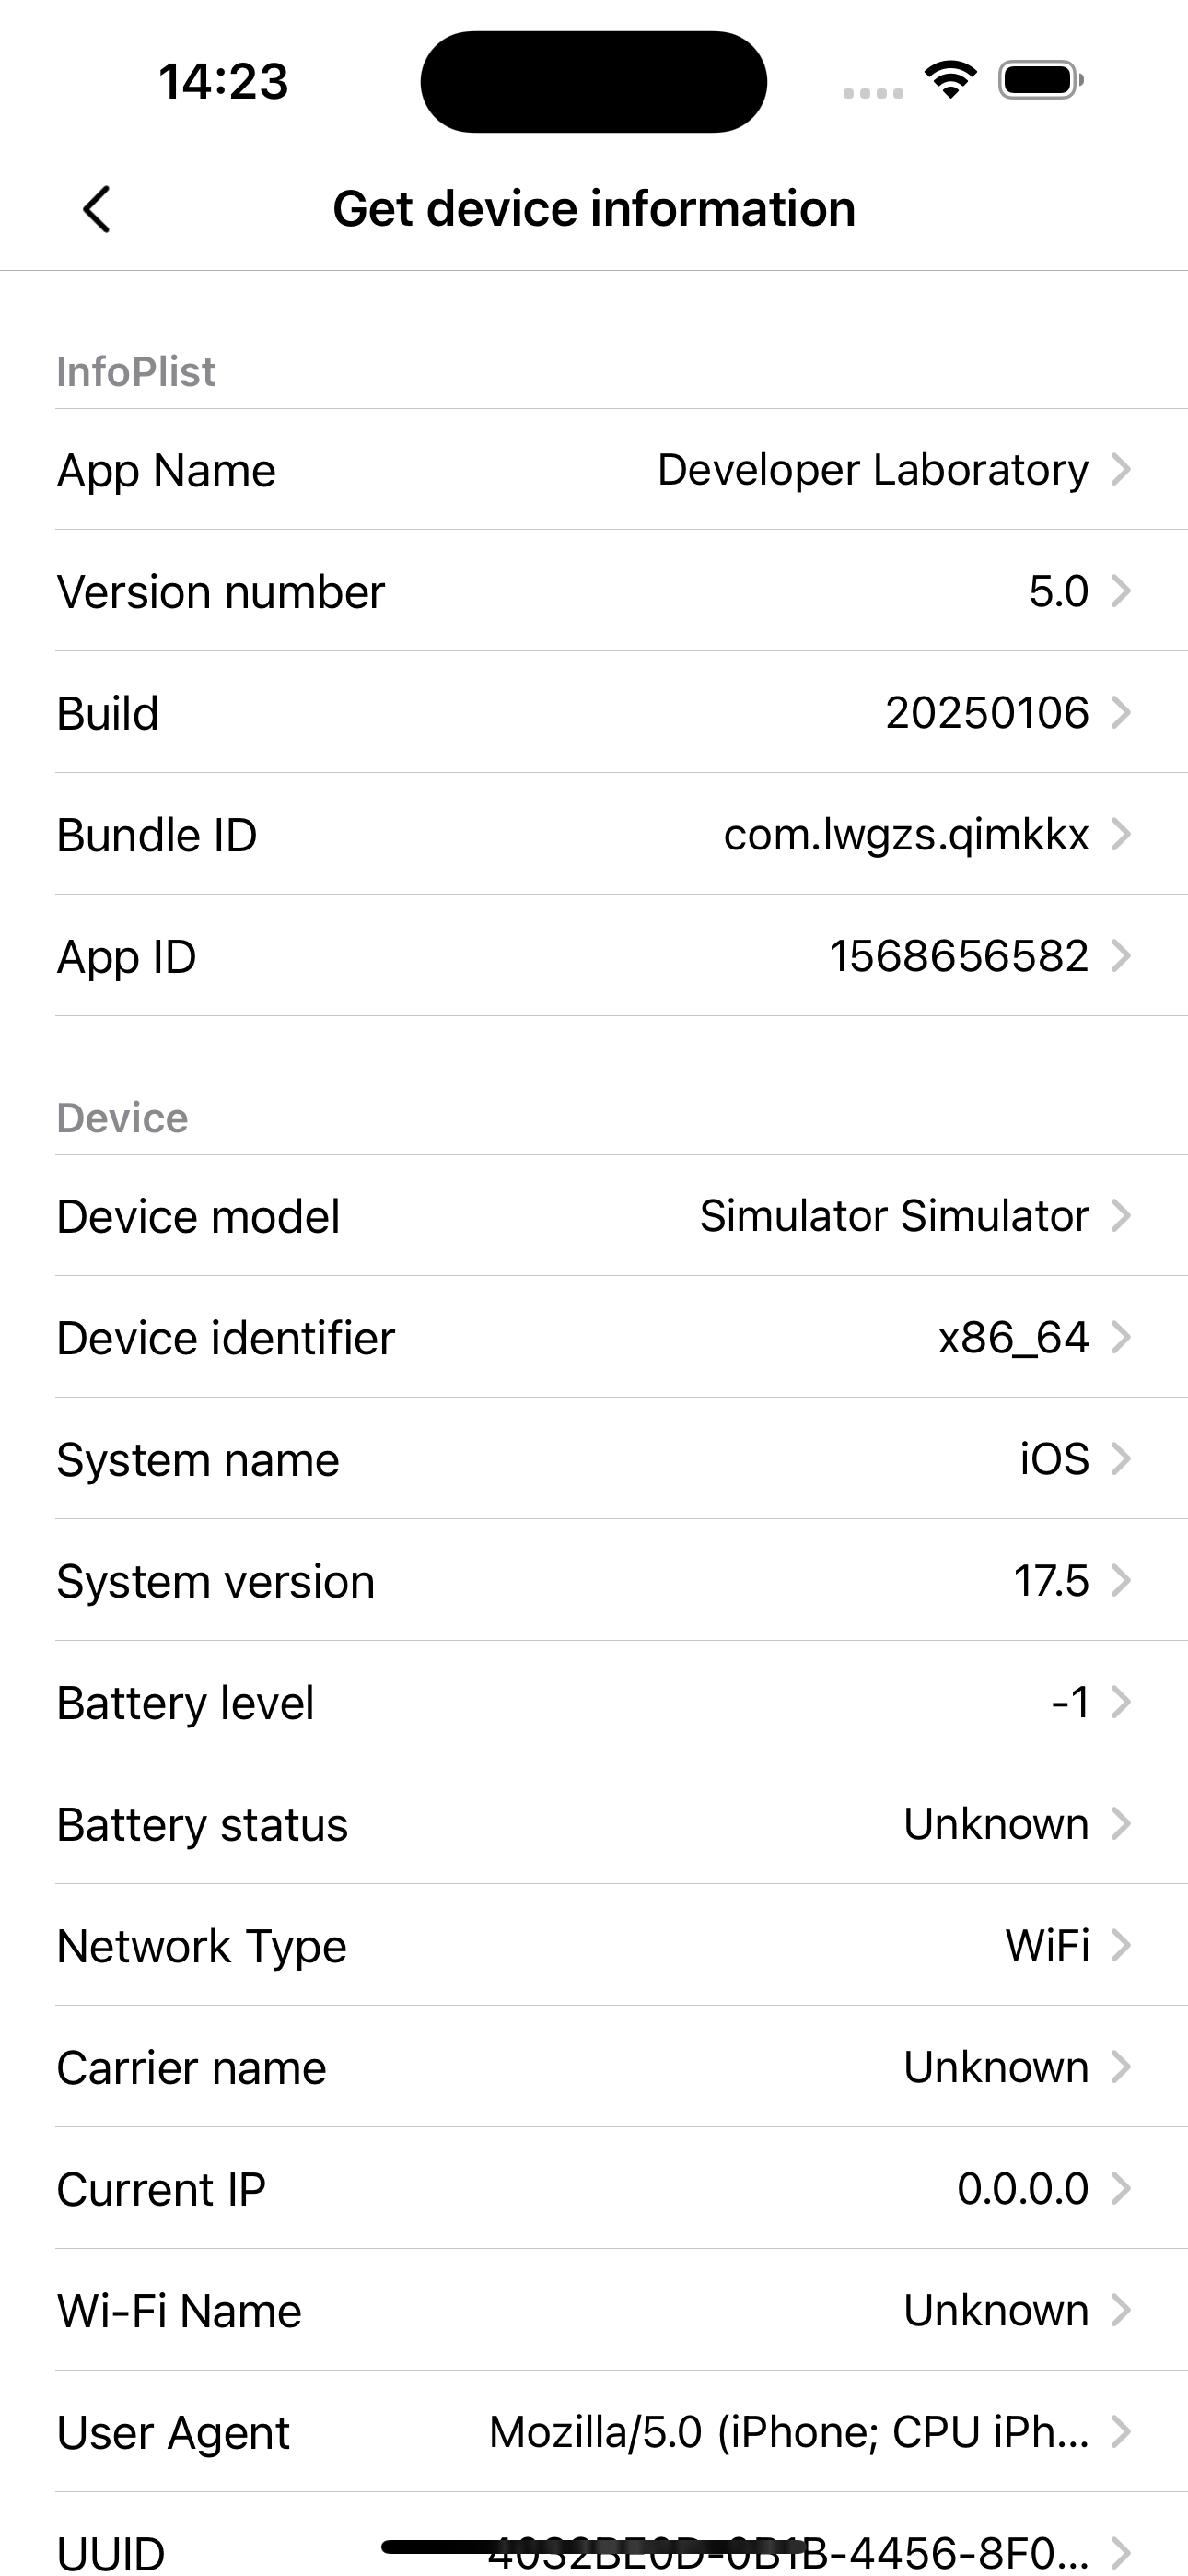 14:23
Get device information
InfoPlist
App Name Developer Laboratory
Version number 5.0
Build 20250106
Bundle ID com.lwgzs.qimkkx
App ID 1568656582
Device
Device model Simulator Simulator
Device identifier x86_64
System name iOS
System version 17.5
Battery level -1
Battery status Unknown
Network Type WiFi
Carrier name Unknown
Current IP 0.0.0.0
Wi-Fi Name Unknown
User Agent Mozilla/5.0 (iPhone; CPU iPh...
UUID